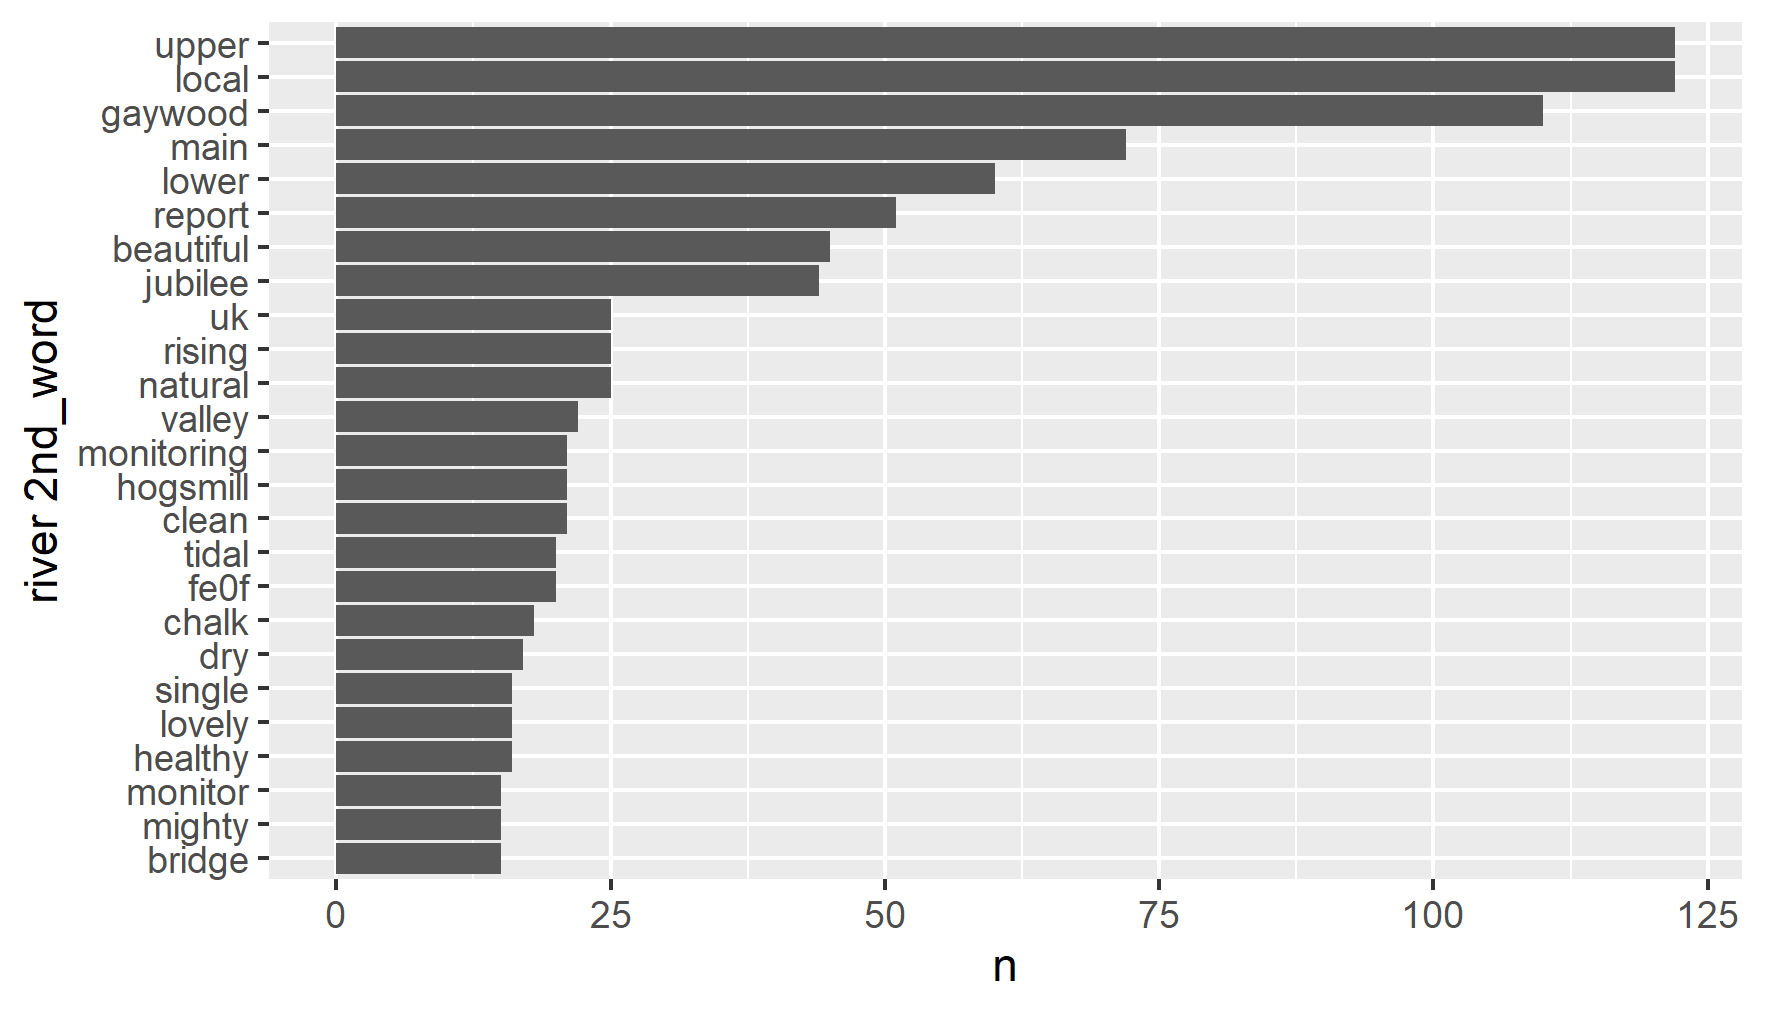 upper
local
gaywood
main
lower
report
beautiful
jubilee
uk
rising
natural
valley
monitoring
hogsmill
clean
tidal
fe0f
chalk
dry
single
lovely
healthy
monitor
mighty
bridge
river 2nd_word
0 25 50 75 100 125
n